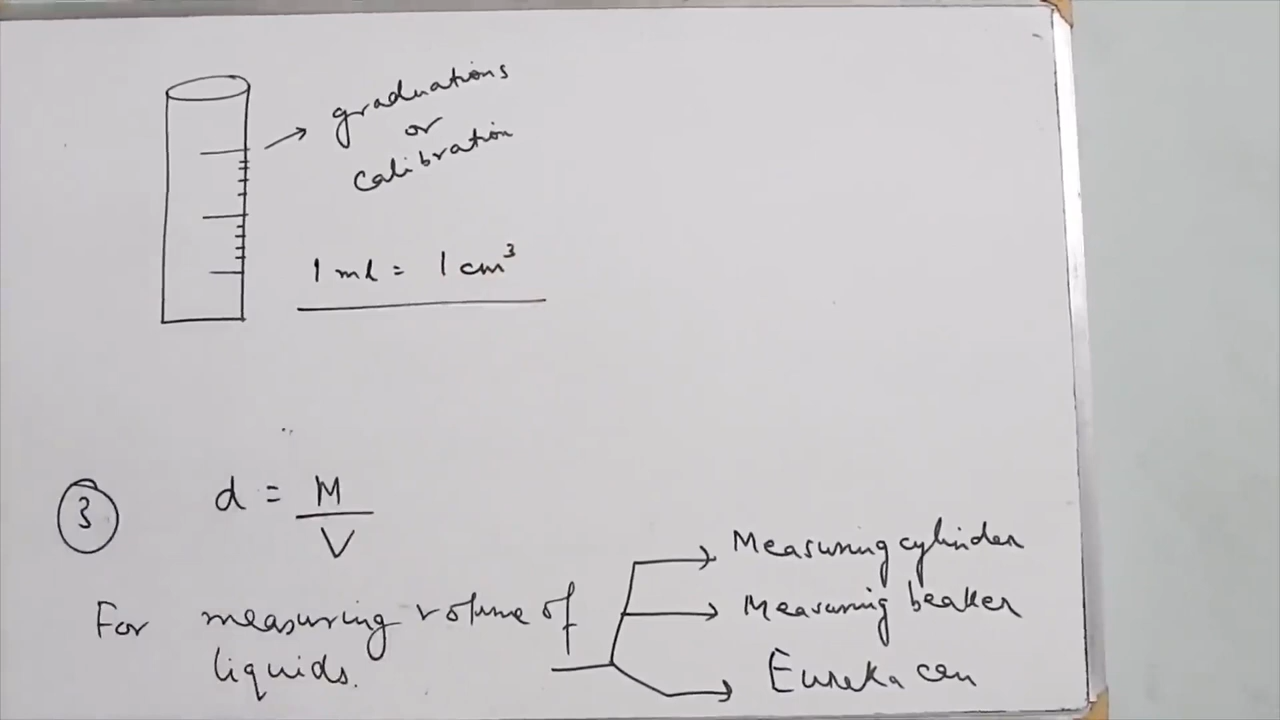 graduations
or
calibration
1 ml = 1 cm³
3
d = M
V
For measuring volume of
liquids.
Measuring cylinder
Measuring beaker
Eureka can